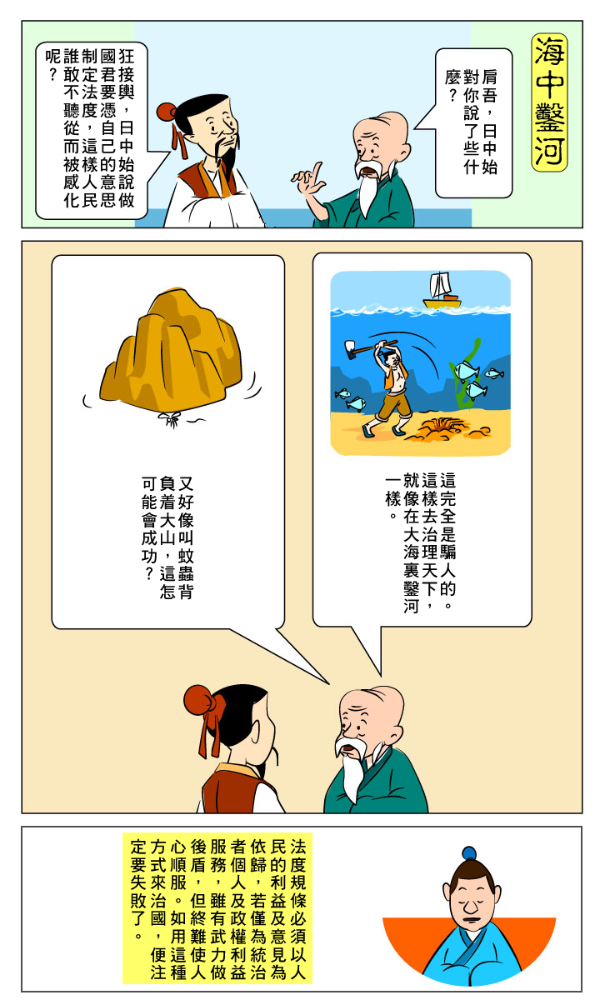 海中鑿河
肩吾，日中始
對你說了些什
麼？
狂接輿，日中始說做
國君要憑自己的意思
制定法度，這樣人民
誰敢不聽從而被感化
呢？
這完全是騙人的。
這樣去治理天下，
就像在大海裏鑿河
一樣。
又好像叫蚊蟲背
負着大山，這怎
可能會成功？
法度規條必須以人
民的利益及意見為
依歸，若僅為統治
者個人及政權利益
服務，雖有武力做
後盾，但終難使人
心順服。如用這種
方式來治國，便注
定要失敗了。